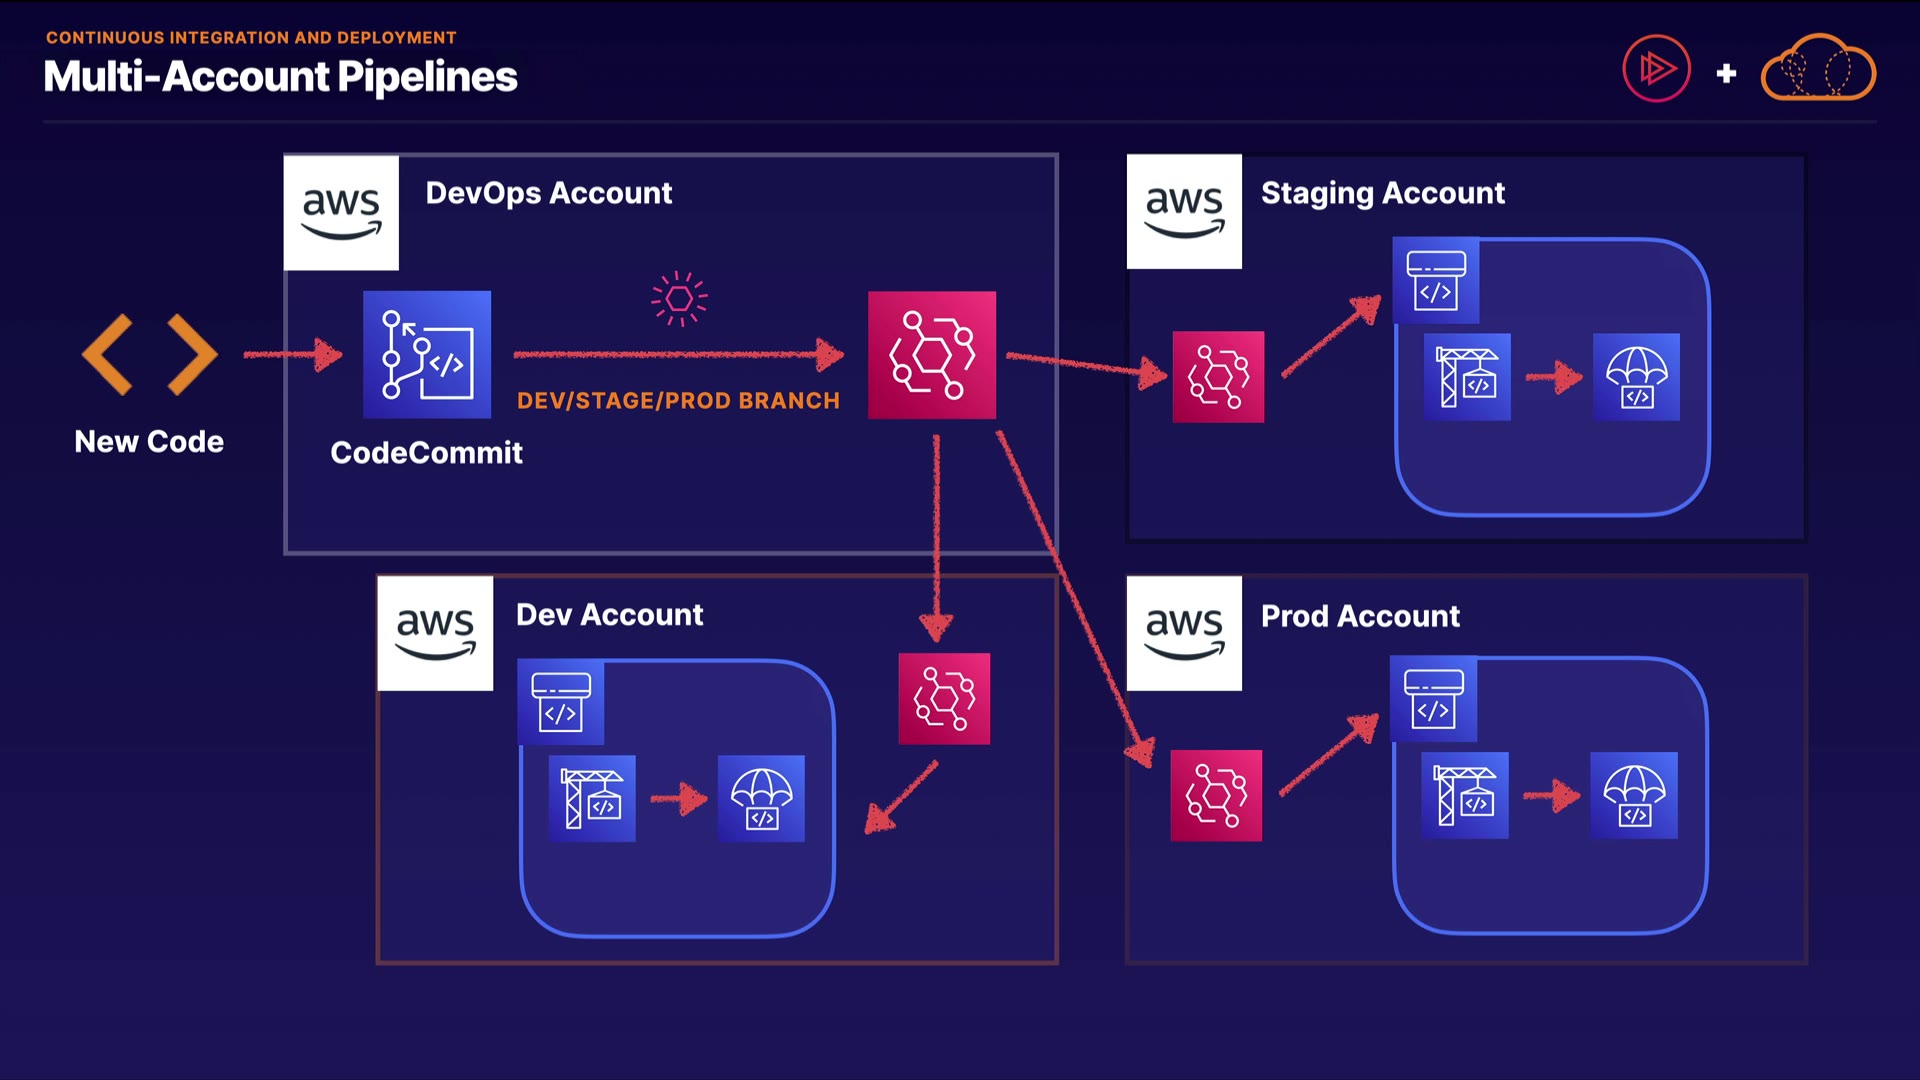 CONTINUOUS INTEGRATION AND DEPLOYMENT
Multi-Account Pipelines
aws
DevOps Account
aws
Staging Account
</>
</>
</>
</>
</>
DEV/STAGE/PROD BRANCH
New Code
CodeCommit
aws
Dev Account
aws
Prod Account
</>
</>
</>
</>
</>
</>